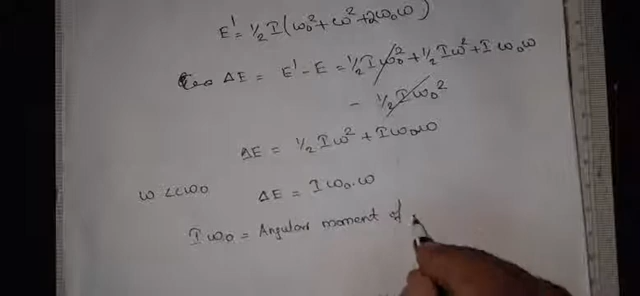 E' = ½ I (ω₀² + ω² + 2ω₀ω)
ΔE = E' - E = ½ I ω₀² + ½ I ω² + I ω₀ω
- ½ I ω₀²
ΔE = ½ I ω² + I ω₀ω
ω << ω₀ ΔE = I ω₀.ω
I ω₀ = Angular moment of